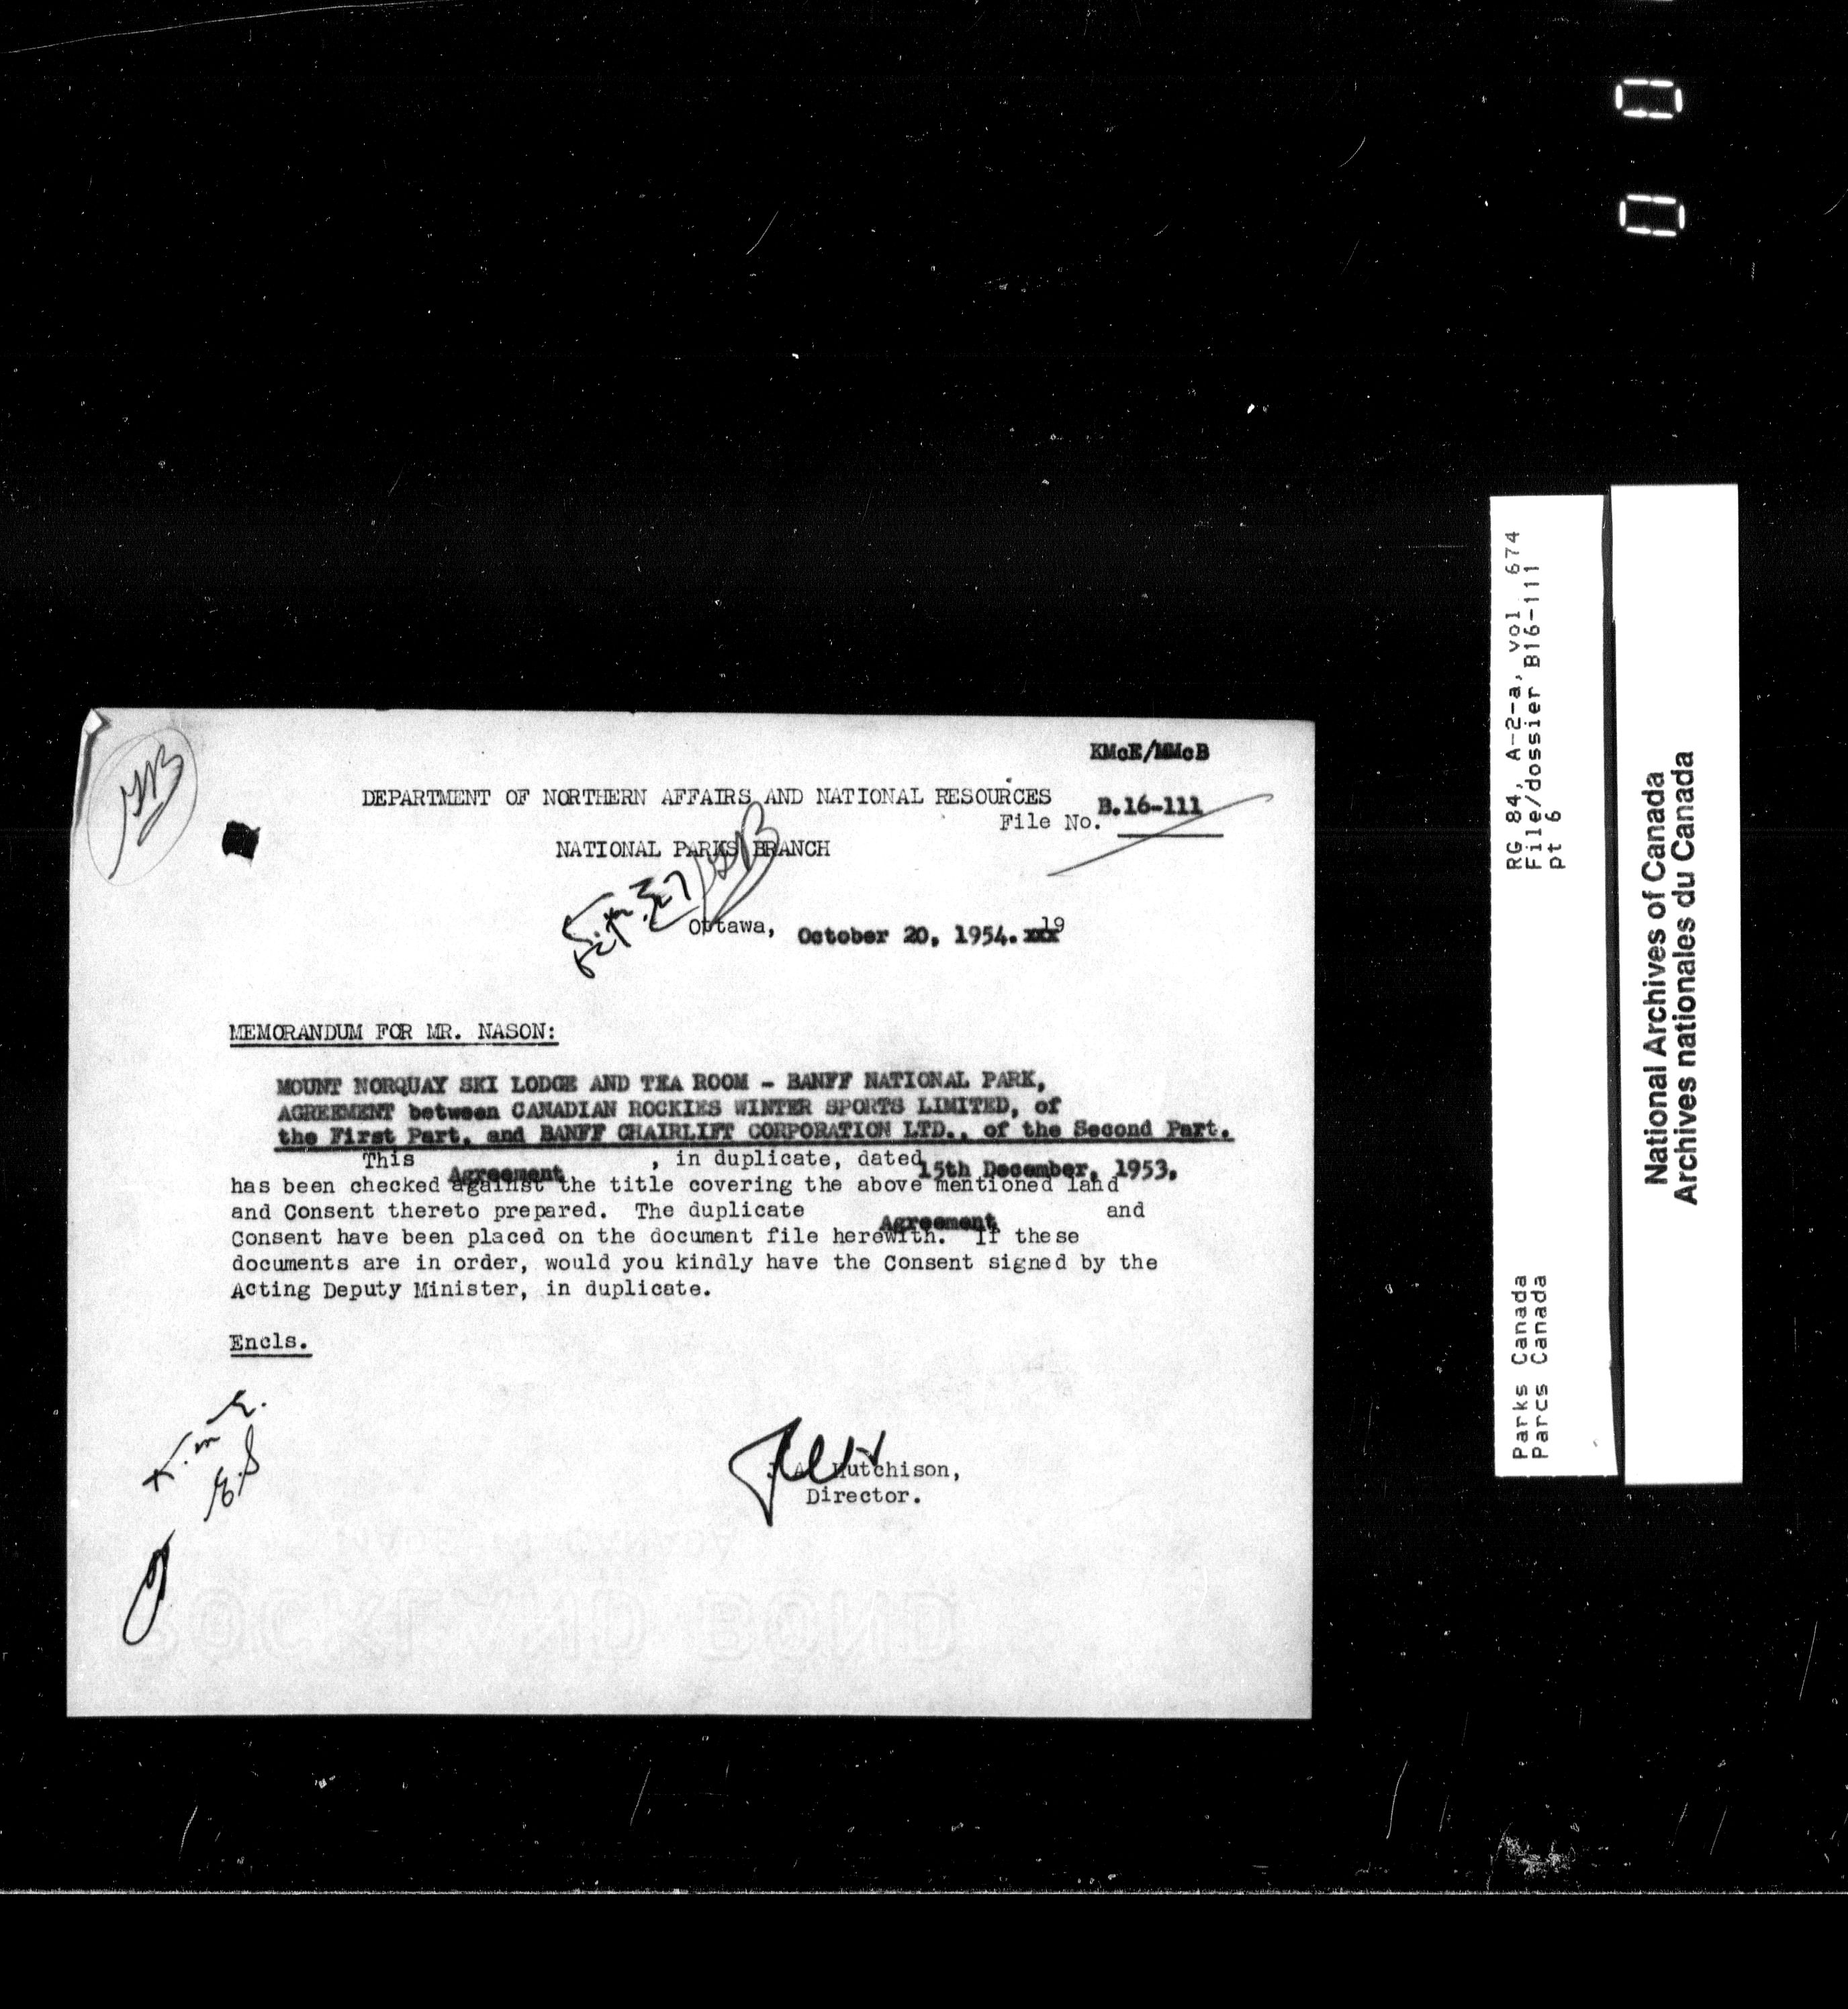 KMcE/MMcB
DEPARTMENT OF NORTHERN AFFAIRS AND NATIONAL RESOURCES
File No. B.16-111
NATIONAL PARKS BRANCH
Ottawa, October 20, 1954. xxx19
MEMORANDUM FOR MR. NASON:
MOUNT NORQUAY SKI LODGE AND TEA ROOM - BANFF NATIONAL PARK,
AGREEMENT between CANADIAN ROCKIES WINTER SPORTS LIMITED, of
the First Part, and BANFF CHAIRLIFT CORPORATION LTD., of the Second Part.
This Agreement, in duplicate, dated 15th December, 1953,
has been checked against the title covering the above mentioned land
and Consent thereto prepared. The duplicate Agreement and
Consent have been placed on the document file herewith. If these
documents are in order, would you kindly have the Consent signed by the
Acting Deputy Minister, in duplicate.
Encls.
Hutchison,
Director.
RG 84, A-2-a, vol. 674
File/dossier B16-111
pt 6
Parks Canada
Parcs Canada
National Archives of Canada
Archives nationales du Canada